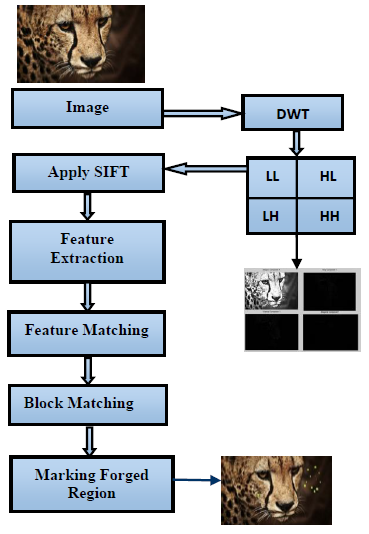 Image
DWT
LL HL
LH HH
Apply SIFT
Feature
Extraction
Feature Matching
Block Matching
Marking Forged
Region